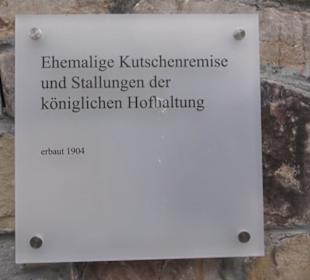 Ehemalige Kutschenremise
und Stallungen der
königlichen Hofhaltung
erbaut 1904